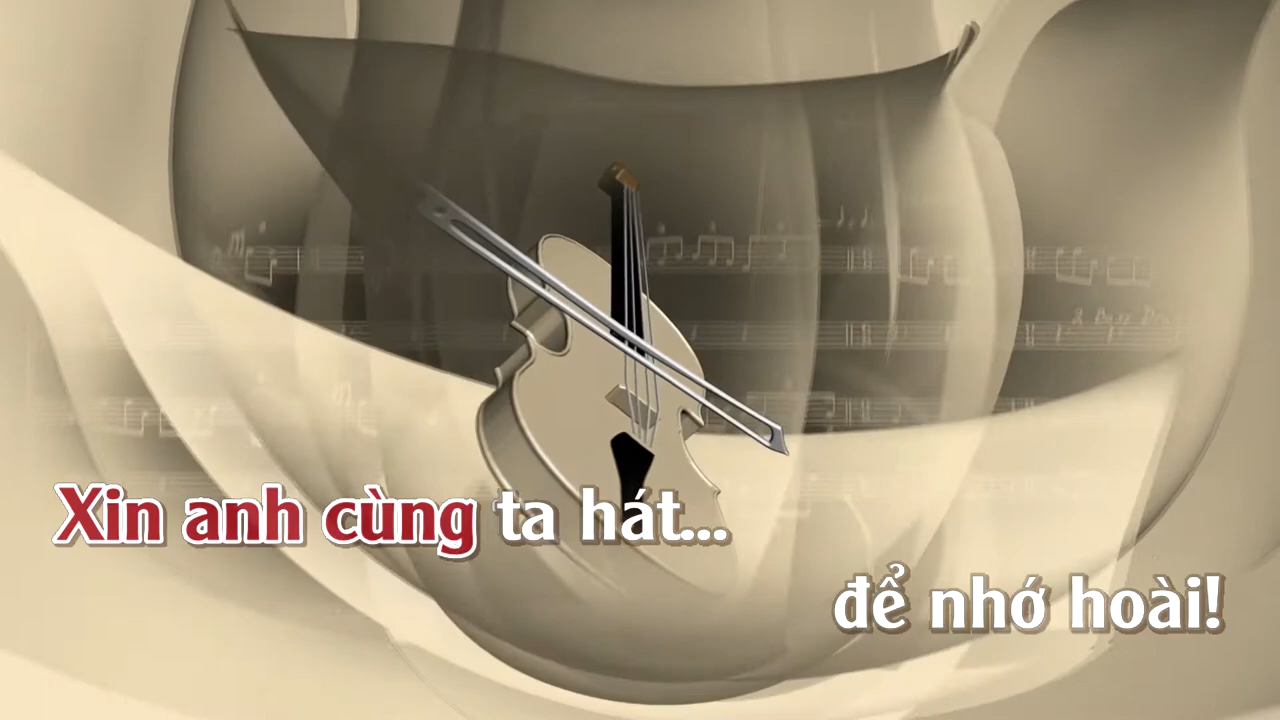 Xin anh cùng ta hát...
để nhớ hoài!